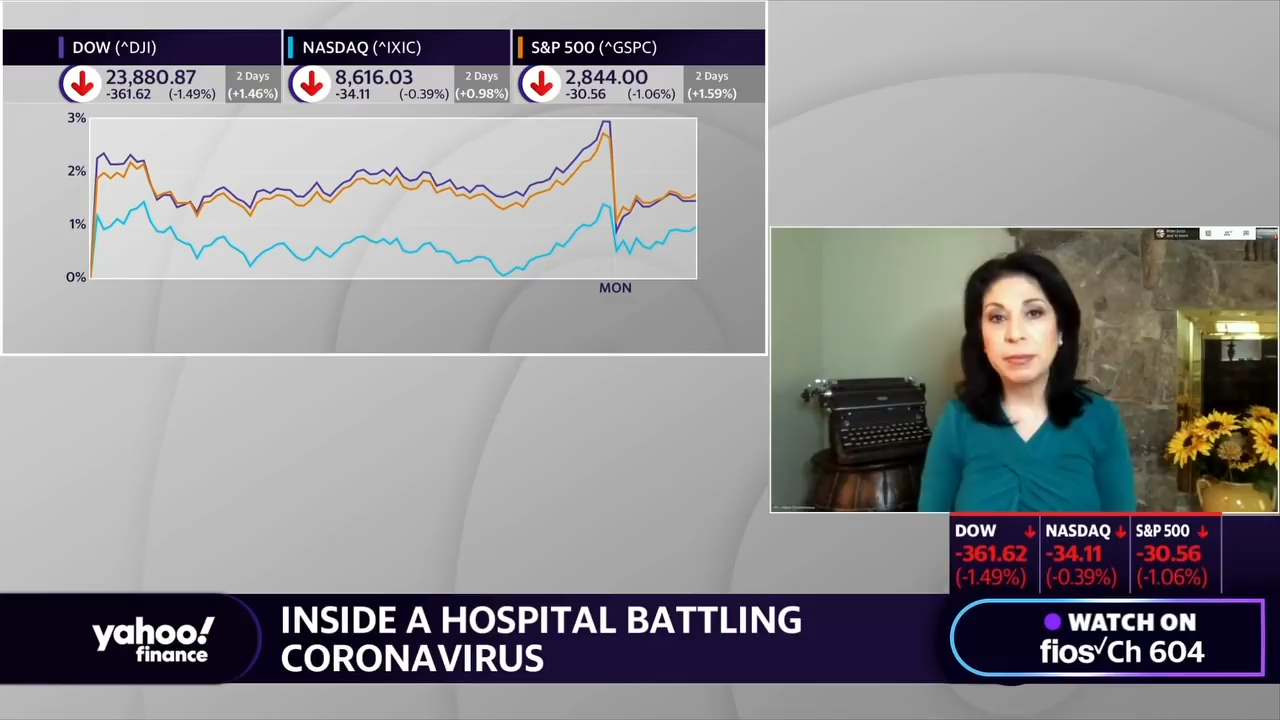 DOW (^DJI)
23,880.87
-361.62 (-1.49%)
2 Days
(+1.46%)
NASDAQ (^IXIC)
8,616.03
-34.11 (-0.39%)
2 Days
(+0.98%)
S&P 500 (^GSPC)
2,844.00
-30.56 (-1.06%)
2 Days
(+1.59%)
3%
2%
1%
0%
MON
DOW
-361.62
(-1.49%)
NASDAQ
-34.11
(-0.39%)
S&P 500
-30.56
(-1.06%)
yahoo!
finance
INSIDE A HOSPITAL BATTLING
CORONAVIRUS
WATCH ON
fios✓Ch 604